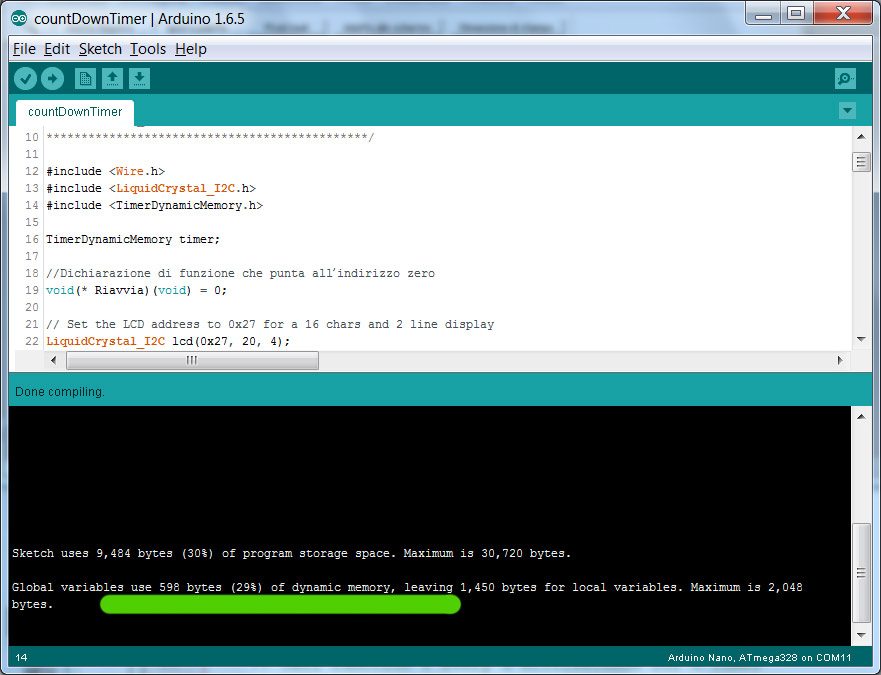 countDownTimer | Arduino 1.6.5
File Edit Sketch Tools Help
countDownTimer
10 **********************************************/
11
12 #include <Wire.h>
13 #include <LiquidCrystal_I2C.h>
14 #include <TimerDynamicMemory.h>
15
16 TimerDynamicMemory timer;
17
18 //Dichiarazione di funzione che punta all'indirizzo zero
19 void(* Riavvia)(void) = 0;
20
21 // Set the LCD address to 0x27 for a 16 chars and 2 line display
22 LiquidCrystal_I2C lcd(0x27, 20, 4);
Done compiling.
Sketch uses 9,484 bytes (30%) of program storage space. Maximum is 30,720 bytes.
Global variables use 598 bytes (29%) of dynamic memory, leaving 1,450 bytes for local variables. Maximum is 2,048
bytes.
14 Arduino Nano, ATmega328 on COM11